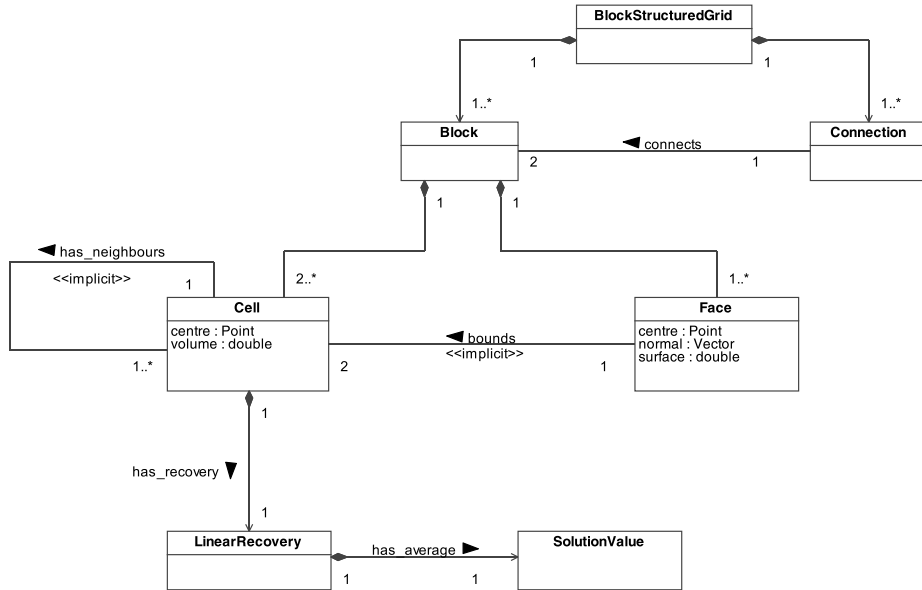 BlockStructuredGrid
1
1
1..*
1..*
Block
Connection
connects
2
1
1
1
has_neighbours
<<implicit>>
1
2..*
1..*
Cell
Face
centre : Point
volume : double
centre : Point
normal : Vector
surface : double
bounds
<<implicit>>
1..*
2
1
1
has_recovery
1
LinearRecovery
SolutionValue
has_average
1
1